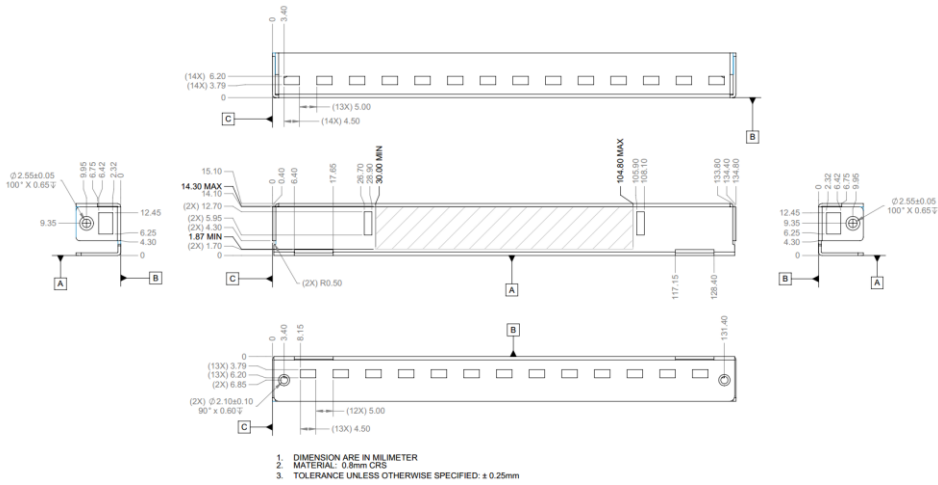 0
3.40
(14X) 6.20
(14X) 3.79
0
(13X) 5.00
(14X) 4.50
C
B
Ø2.55±0.05
100° X 0.65
9.95
6.75
6.42
2.32
0
9.35
12.45
6.25
4.30
0
A
B
15.10
14.30 MAX
14.10
(2X) 12.70
(2X) 5.95
(2X) 4.30
1.87 MIN
(2X) 1.70
0
0
0.40
6.40
17.65
26.70
28.90
30.00 MIN
104.80 MAX
105.90
108.10
133.80
134.40
134.80
(2X) R0.50
C
A
117.15
128.40
0
2.32
6.42
6.75
9.95
Ø2.55±0.05
100° X 0.65
12.45
9.35
6.25
4.30
0
B
A
0
3.40
8.15
B
131.40
0
(13X) 3.79
(13X) 6.20
(2X) 6.85
(2X) Ø2.10±0.10
90° x 0.60
(12X) 5.00
(13X) 4.50
C
1. DIMENSION ARE IN MILIMETER
2. MATERIAL: 0.8mm CRS
3. TOLERANCE UNLESS OTHERWISE SPECIFIED: ± 0.25mm